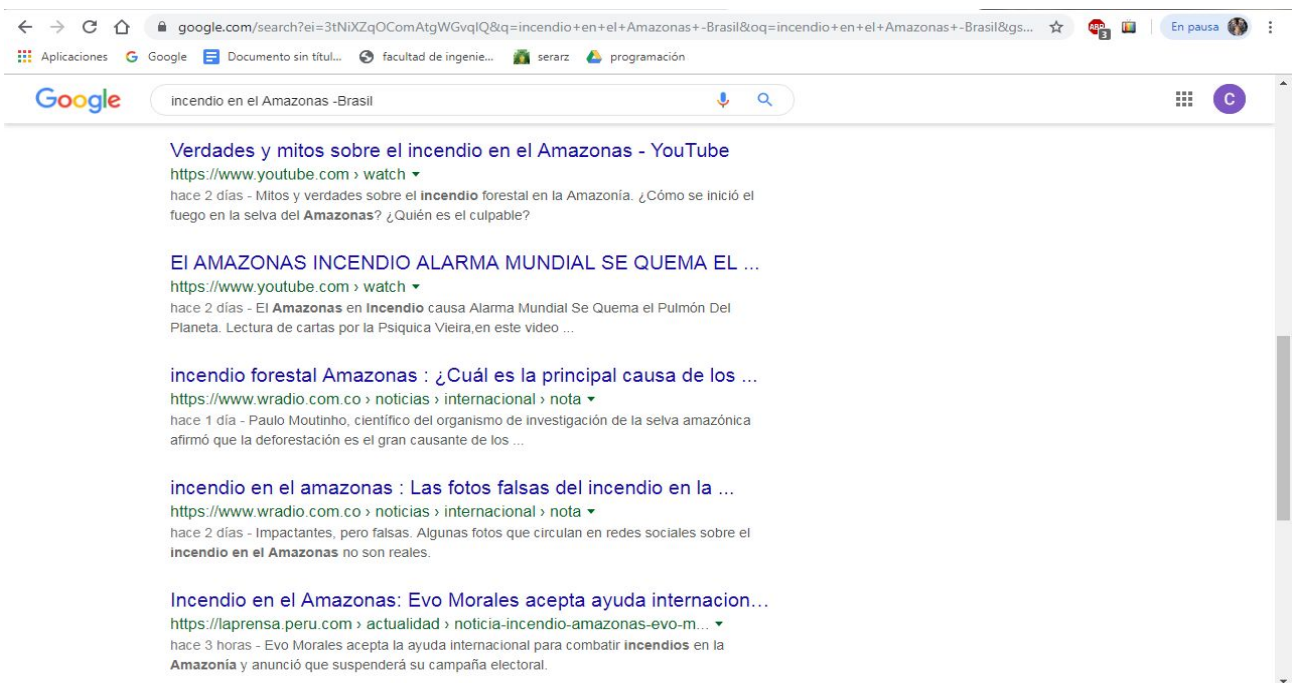 google.com/search?ei=3tNiXZqOComAtgWGvqlQ&q=incendio+en+el+Amazonas+-Brasil&oq=incendio+en+el+Amazonas+-Brasil&gs...
ABP
3
En pausa
Aplicaciones
G Google
Documento sin títul...
facultad de ingenie...
serarz
programación
Google
incendio en el Amazonas -Brasil
C
Verdades y mitos sobre el incendio en el Amazonas - YouTube
https://www.youtube.com › watch
hace 2 días - Mitos y verdades sobre el incendio forestal en la Amazonía. ¿Cómo se inició el
fuego en la selva del Amazonas? ¿Quién es el culpable?
El AMAZONAS INCENDIO ALARMA MUNDIAL SE QUEMA EL ...
https://www.youtube.com › watch
hace 2 días - El Amazonas en Incendio causa Alarma Mundial Se Quema el Pulmón Del
Planeta. Lectura de cartas por la Psiquica Vieira,en este video ...
incendio forestal Amazonas : ¿Cuál es la principal causa de los ...
https://www.wradio.com.co › noticias › internacional › nota
hace 1 día - Paulo Moutinho, científico del organismo de investigación de la selva amazónica
afirmó que la deforestación es el gran causante de los ...
incendio en el amazonas : Las fotos falsas del incendio en la ...
https://www.wradio.com.co › noticias › internacional › nota
hace 2 días - Impactantes, pero falsas. Algunas fotos que circulan en redes sociales sobre el
incendio en el Amazonas no son reales.
Incendio en el Amazonas: Evo Morales acepta ayuda internacion...
https://laprensa.peru.com › actualidad › noticia-incendio-amazonas-evo-m...
hace 3 horas - Evo Morales acepta la ayuda internacional para combatir incendios en la
Amazonía y anunció que suspenderá su campaña electoral.